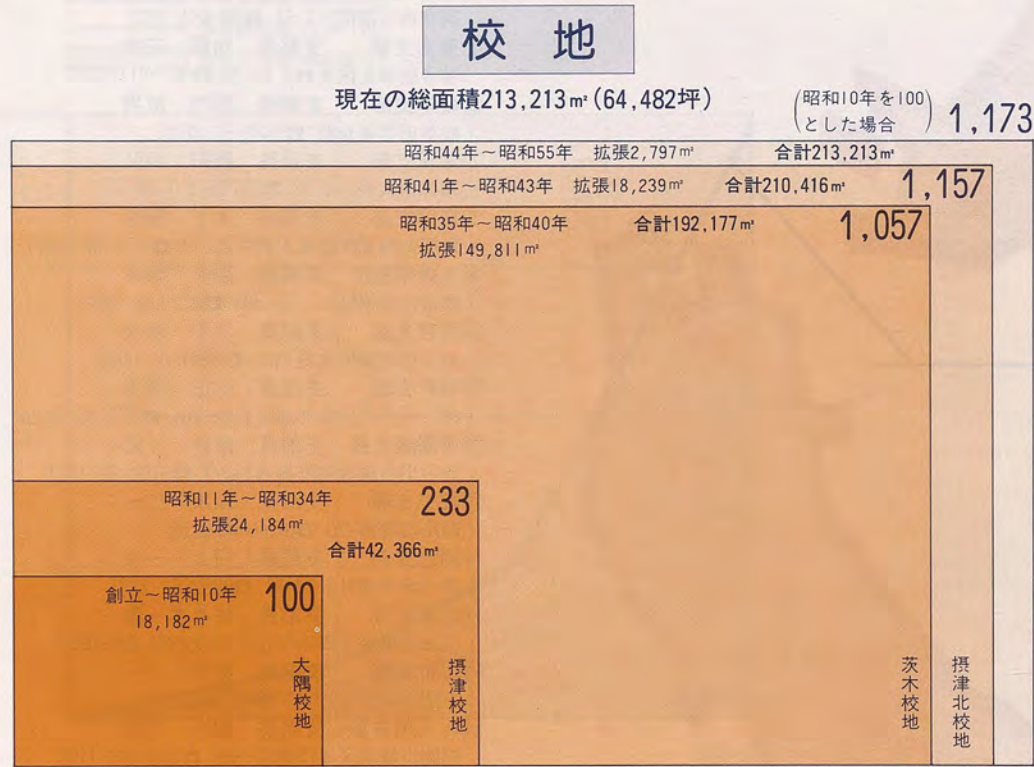 校 地
現在の総面積213,213㎡(64,482坪)
(昭和10年を100
とした場合)
1,173
昭和44年～昭和55年 拡張2,797㎡ 合計213,213㎡
昭和41年～昭和43年 拡張18,239㎡ 合計210,416㎡ 1,157
昭和35年～昭和40年 合計192,177㎡ 1,057
拡張149,811㎡
昭和11年～昭和34年 233
拡張24,184㎡
合計42,366㎡
創立～昭和10年 100
18,182㎡
大隅校地
摂津校地
茨木校地
摂津北校地